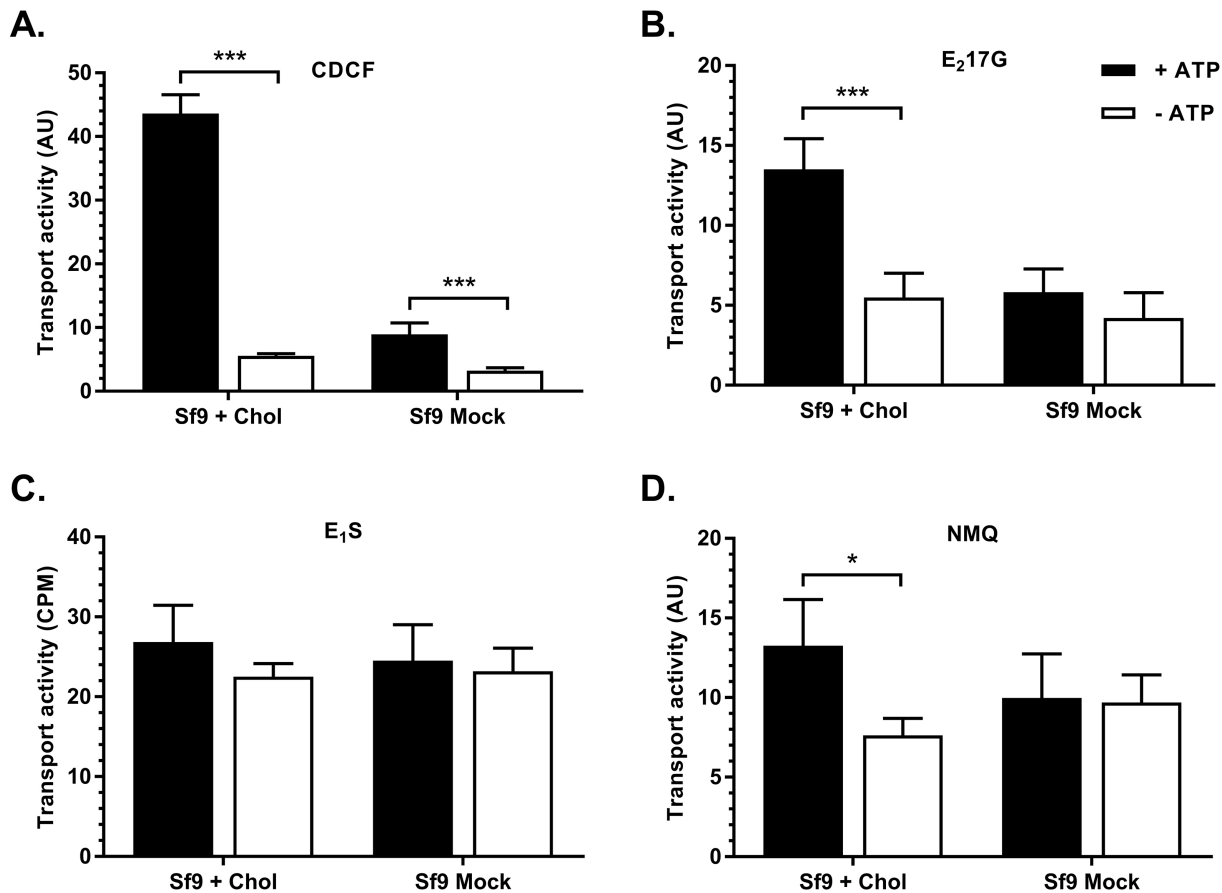 A.
CDCF
***
***
Transport activity (AU)
50
40
30
20
10
0
Sf9 + Chol
Sf9 Mock
B.
E₂17G
+ ATP
- ATP
***
Transport activity (AU)
20
15
10
5
0
Sf9 + Chol
Sf9 Mock
C.
E₁S
Transport activity (CPM)
40
30
20
10
0
Sf9 + Chol
Sf9 Mock
D.
NMQ
*
Transport activity (AU)
20
15
10
5
0
Sf9 + Chol
Sf9 Mock